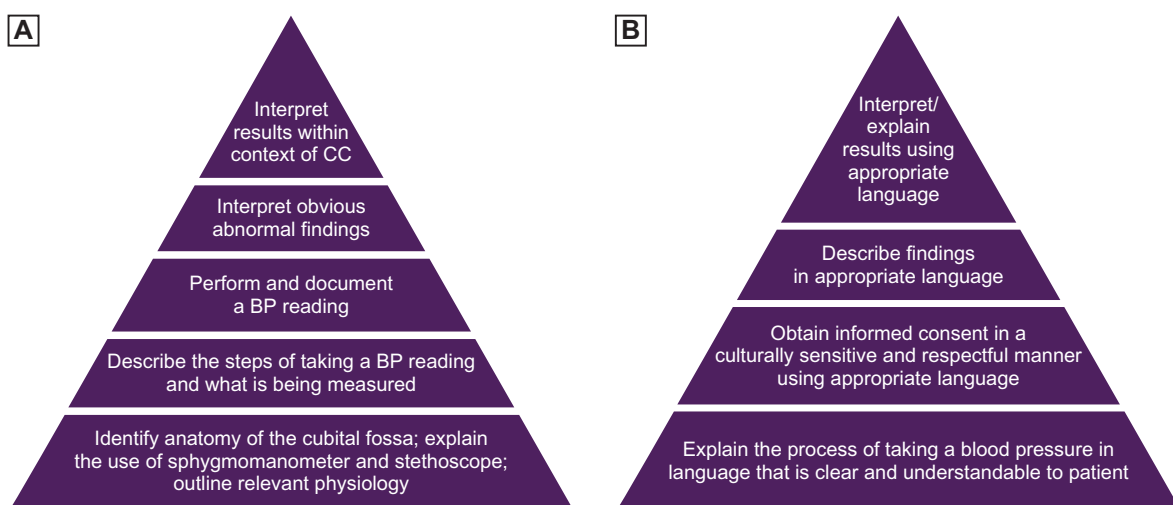 A
Interpret
results within
context of CC
Interpret obvious
abnormal findings
Perform and document
a BP reading
Describe the steps of taking a BP reading
and what is being measured
Identify anatomy of the cubital fossa; explain
the use of sphygmomanometer and stethoscope;
outline relevant physiology
B
Interpret/
explain
results using
appropriate
language
Describe findings
in appropriate language
Obtain informed consent in a
culturally sensitive and respectful manner
using appropriate language
Explain the process of taking a blood pressure in
language that is clear and understandable to patient